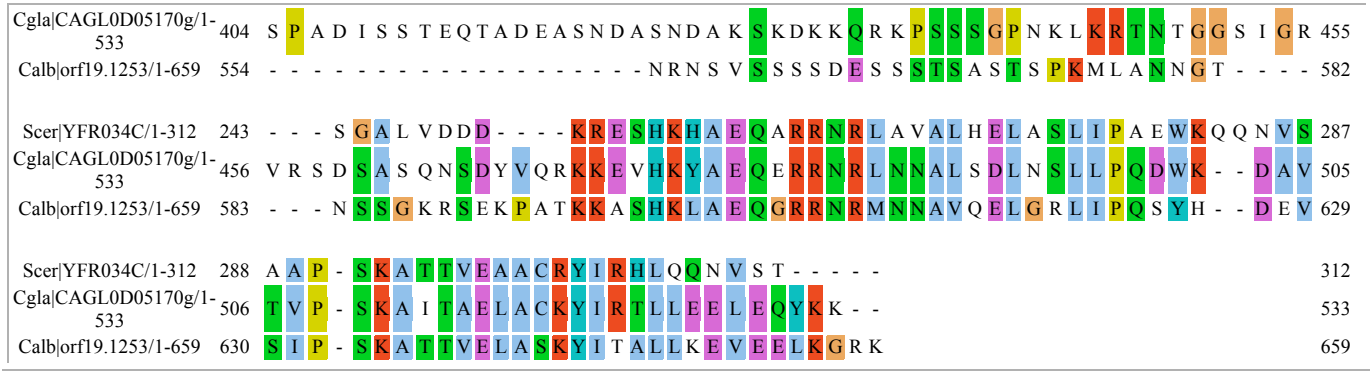 Cgla|CAGL0D05170g/1-
533
404 S P A D I S S T E Q T A D E A S N D A S N D A K S K D K K Q R K P S S S G P N K L K R T N T G G S I G R 455
Calb|orf19.1253/1-659 554 - - - - - - - - - - - - - - - - - - - N R N S V S S S S D E S S S T S A S T S P K M L A N N G T - - - - 582
Scer|YFR034C/1-312 243 - - - S G A L V D D D - - - - K R E S H K H A E Q A R R N R L A V A L H E L A S L I P A E W K Q Q N V S 287
Cgla|CAGL0D05170g/1-
533
456 V R S D S A S Q N S D Y V Q R K K E V H K Y A E Q E R R N R L N N A L S D L N S L L P Q D W K - - D A V 505
Calb|orf19.1253/1-659 583 - - - N S S G K R S E K P A T K K A S H K L A E Q G R R N R M N N A V Q E L G R L I P Q S Y H - - D E V 629
Scer|YFR034C/1-312 288 A A P - S K A T T V E A A C R Y I R H L Q Q N V S T - - - - - 312
Cgla|CAGL0D05170g/1-
533
506 T V P - S K A I T A E L A C K Y I R T L L E E L E Q Y K K - - 533
Calb|orf19.1253/1-659 630 S I P - S K A T T V E L A S K Y I T A L L K E V E E L K G R K 659